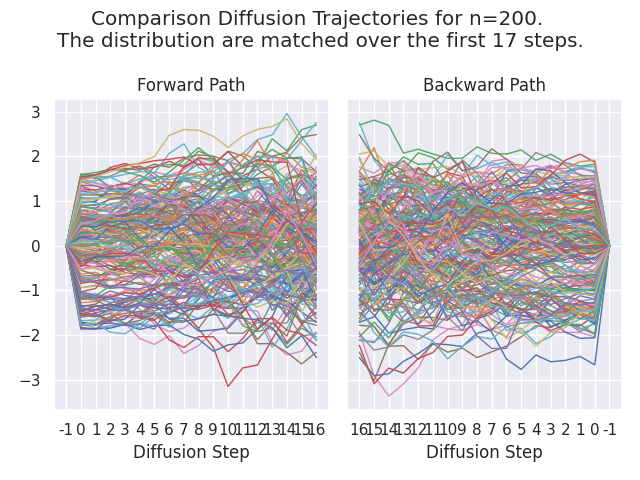 Comparison Diffusion Trajectories for n=200.
The distribution are matched over the first 17 steps.
Forward Path
Backward Path
3
2
1
0
−1
−2
−3
-1 0 1 2 3 4 5 6 7 8 9 10 11 12 13 14 15 16
16 15 14 13 12 11 10 9 8 7 6 5 4 3 2 1 0 -1
Diffusion Step
Diffusion Step